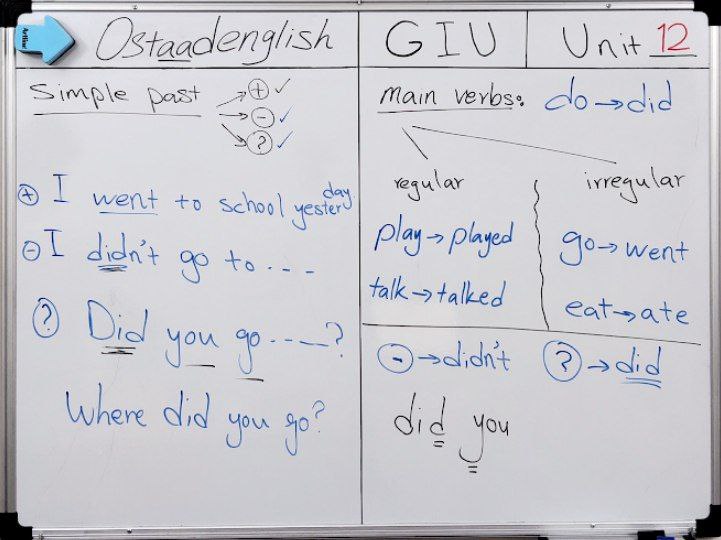 Ostaadenglish
GIU
Unit 12
Simple past
+ ✓
- ✓
? ✓
+ I went to school yesterday
- I didn't go to . - - -
? Did you go . - - —?
Where did you go?
main verbs: do → did
regular
irregular
play → played
talk → talked
go → went
eat → ate
- → didn't
? → did
did you